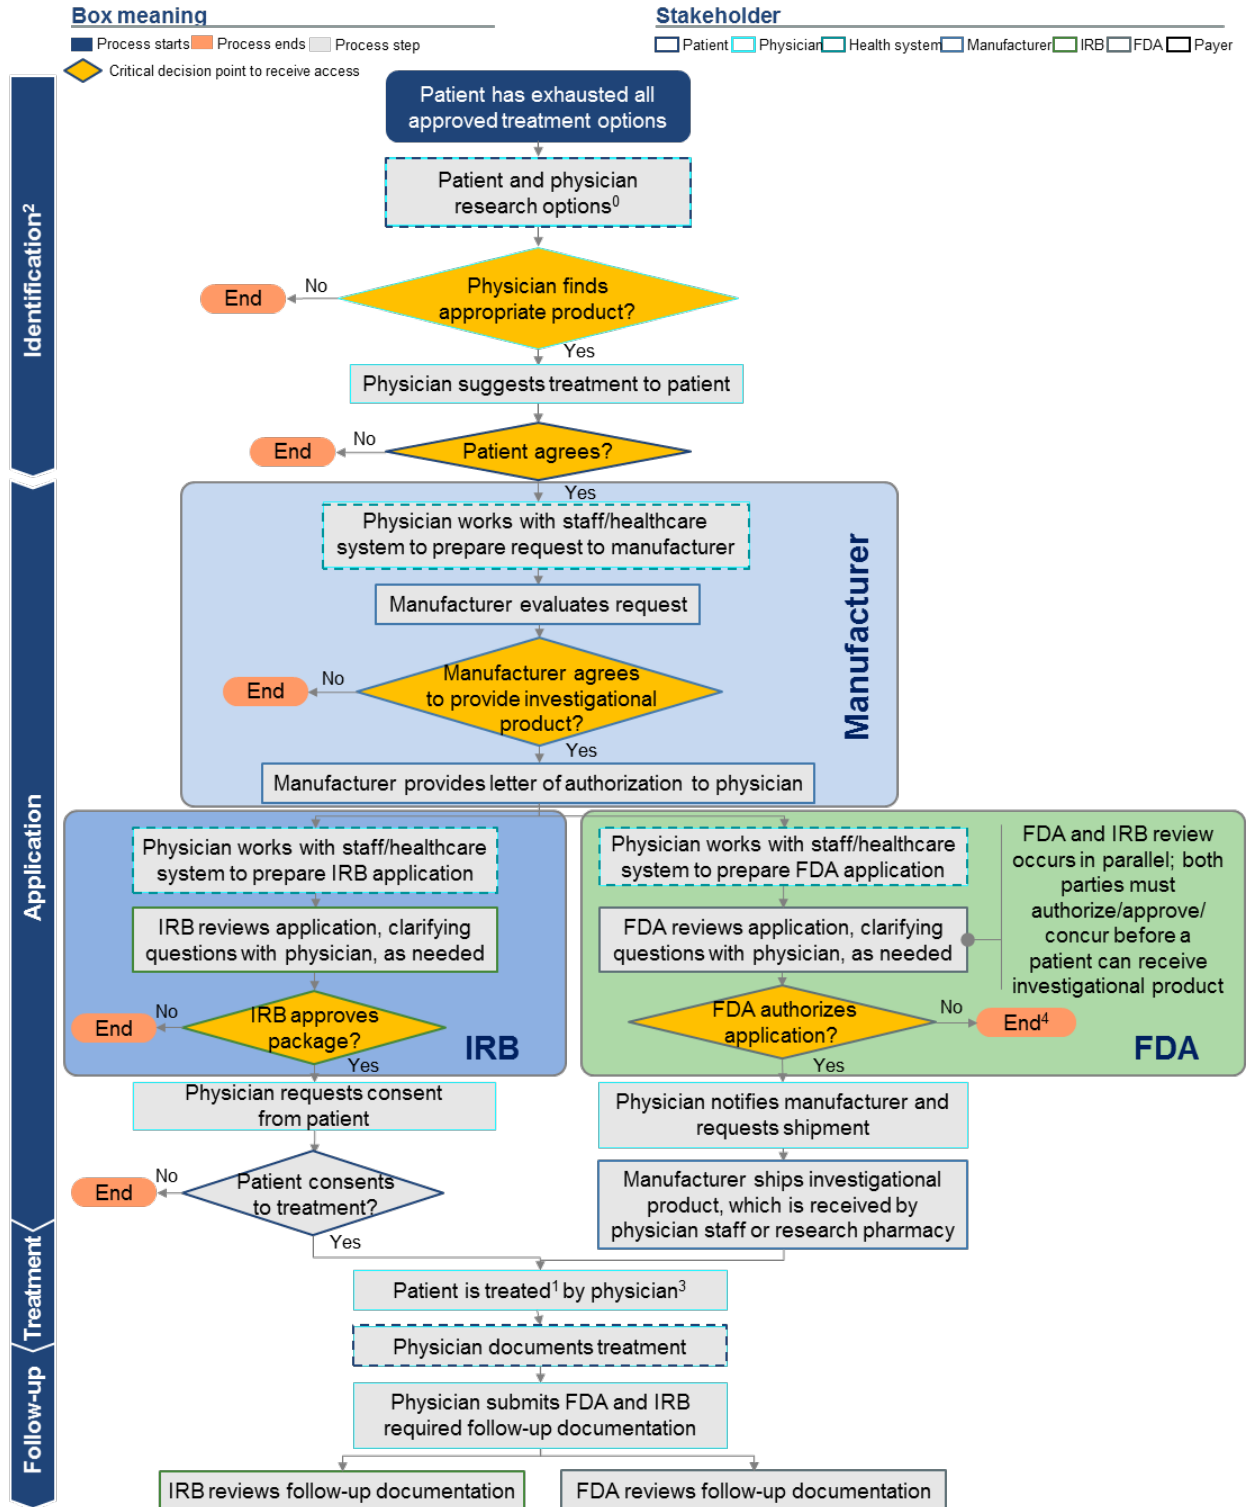 Box meaning
Stakeholder
Process starts
Process ends
Process step
Patient
Physician
Health system
Manufacturer
IRB
FDA
Payer
Critical decision point to receive access
Identification²
Patient has exhausted all
approved treatment options
Patient and physician
research options⁰
Physician finds
appropriate product?
No
End
Yes
Physician suggests treatment to patient
Patient agrees?
No
End
Yes
Application
Manufacturer
Physician works with staff/healthcare
system to prepare request to manufacturer
Manufacturer evaluates request
Manufacturer agrees
to provide investigational
product?
No
End
Yes
Manufacturer provides letter of authorization to physician
Physician works with staff/healthcare
system to prepare IRB application
IRB reviews application, clarifying
questions with physician, as needed
IRB approves
package?
No
End
Yes
IRB
Physician works with staff/healthcare
system to prepare FDA application
FDA reviews application, clarifying
questions with physician, as needed
FDA and IRB review
occurs in parallel; both
parties must
authorize/approve/
concur before a
patient can receive
investigational product
FDA authorizes
application?
No
End⁴
Yes
FDA
Physician requests consent
from patient
Patient consents
to treatment?
No
End
Yes
Physician notifies manufacturer and
requests shipment
Manufacturer ships investigational
product, which is received by
physician staff or research pharmacy
Treatment
Patient is treated¹ by physician³
Physician documents treatment
Follow-up
Physician submits FDA and IRB
required follow-up documentation
IRB reviews follow-up documentation
FDA reviews follow-up documentation